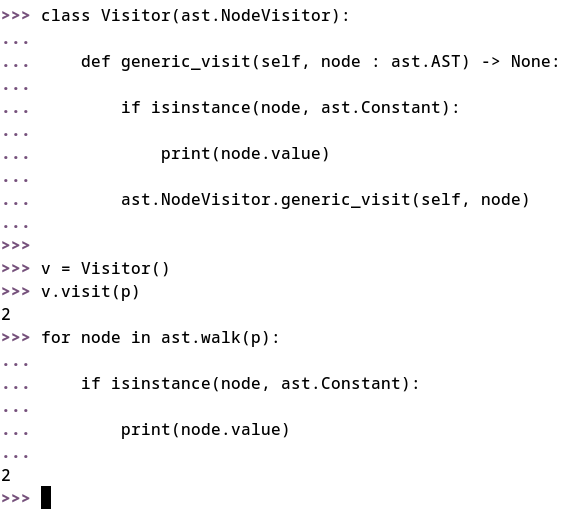 >>> class Visitor(ast.NodeVisitor):
...
...     def generic_visit(self, node : ast.AST) -> None:
...
...         if isinstance(node, ast.Constant):
...
...             print(node.value)
...
...         ast.NodeVisitor.generic_visit(self, node)
...
>>>
>>> v = Visitor()
>>> v.visit(p)
2
>>> for node in ast.walk(p):
...
...     if isinstance(node, ast.Constant):
...
...         print(node.value)
...
2
>>>